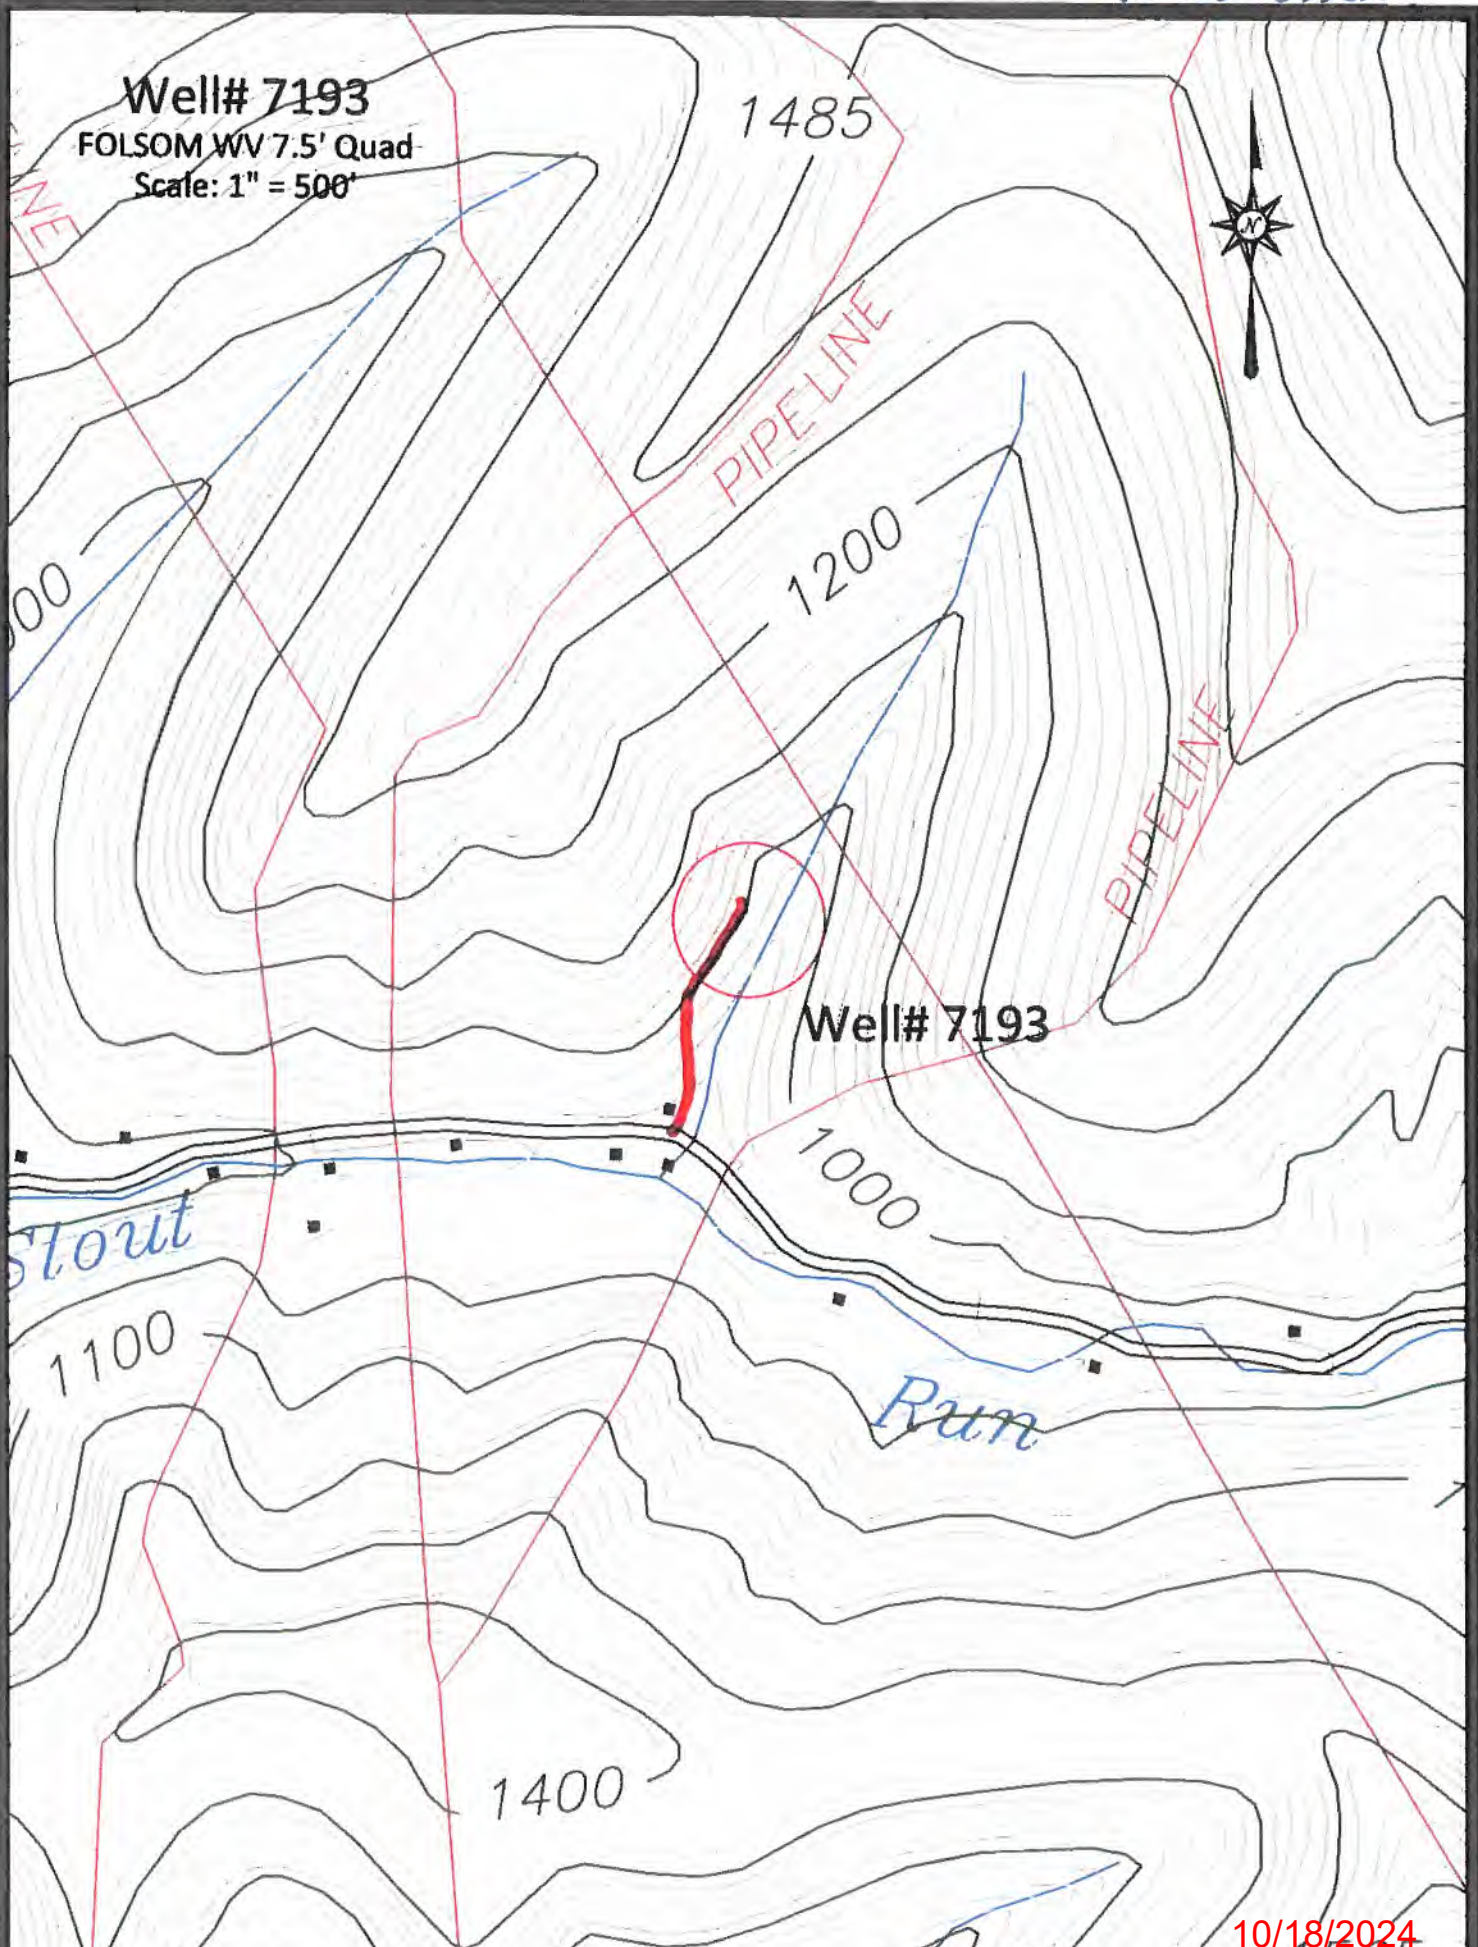 Well# 7193
FOLSOM WV 7.5' Quad
Scale: 1" = 500'
1485
N
PIPELINE
1200
PIPELINE
Well# 7193
1000
Stout
1100
Run
1400
10/18/2024